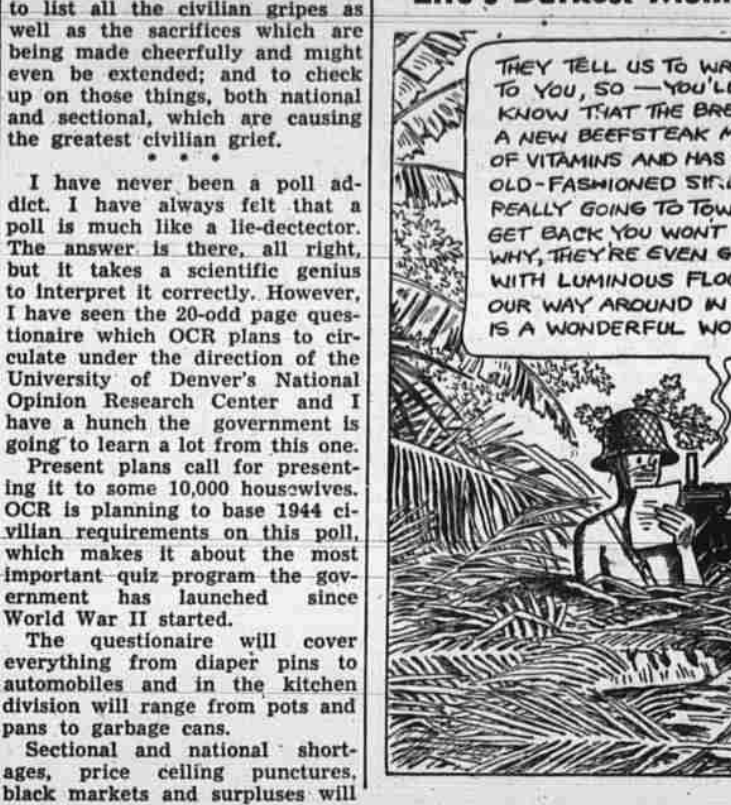 to list all the civilian gripes as
well as the sacrifices which are
being made cheerfully and might
even be extended; and to check
up on those things, both national
and sectional, which are causing
the greatest civilian grief.
* * *
I have never been a poll ad-
dict. I have always felt that a
poll is much like a lie-dectector.
The answer is there, all right,
but it takes a scientific genius
to interpret it correctly. However,
I have seen the 20-odd page ques-
tionaire which OCR plans to cir-
culate under the direction of the
University of Denver's National
Opinion Research Center and I
have a hunch the government is
going to learn a lot from this one.
Present plans call for present-
ing it to some 10,000 housewives.
OCR is planning to base 1944 ci-
vilian requirements on this poll,
which makes it about the most
important quiz program the gov-
ernment has launched since
World War II started.
The questionaire will cover
everything from diaper pins to
automobiles and in the kitchen
division will range from pots and
pans to garbage cans.
Sectional and national short-
ages, price ceiling punctures,
black markets and surpluses will
THEY TELL US TO WR
TO YOU, SO — YOU'LL
KNOW THAT THE BRE
A NEW BEEFSTEAK M
OF VITAMINS AND HAS
OLD-FASHIONED
REALLY GOING TO TOW
GET BACK YOU WON'T
WHY, THEY'RE EVEN G
WITH LUMINOUS FLO
OUR WAY AROUND IN
IS A WONDERFUL WO